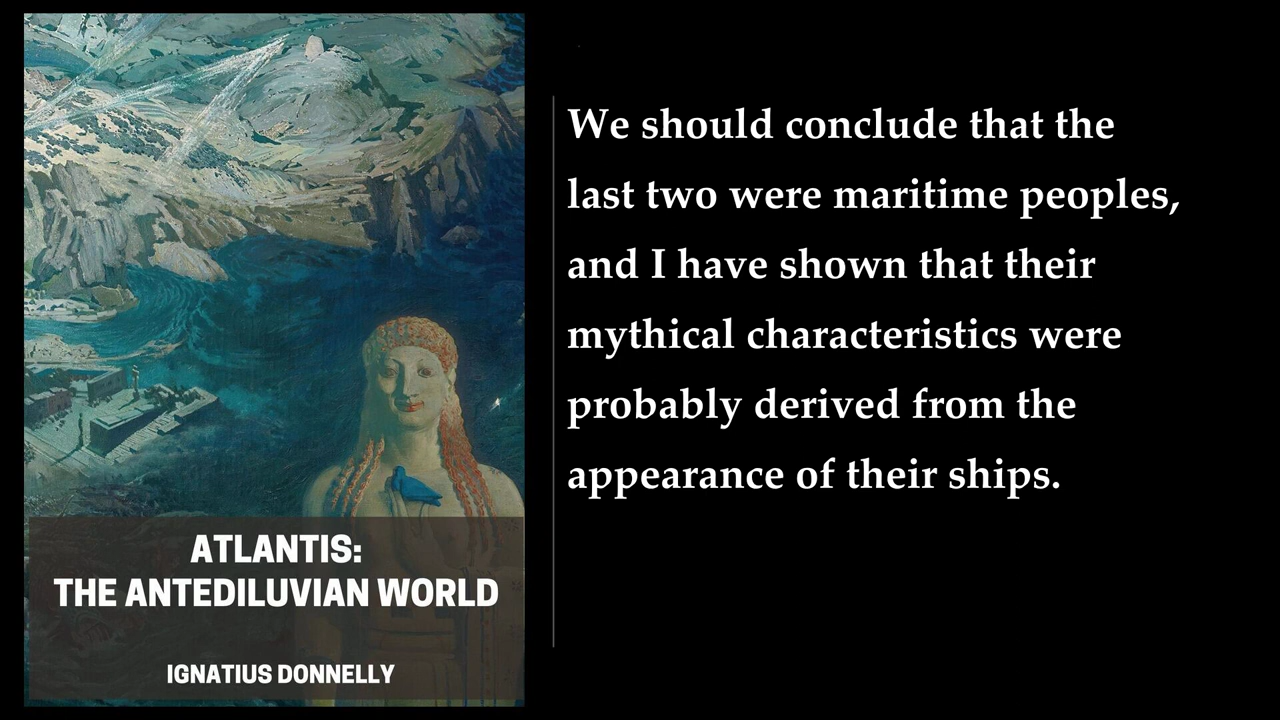 We should conclude that the
last two were maritime peoples,
and I have shown that their
mythical characteristics were
probably derived from the
appearance of their ships.
ATLANTIS:
THE ANTEDILUVIAN WORLD
IGNATIUS DONNELLY